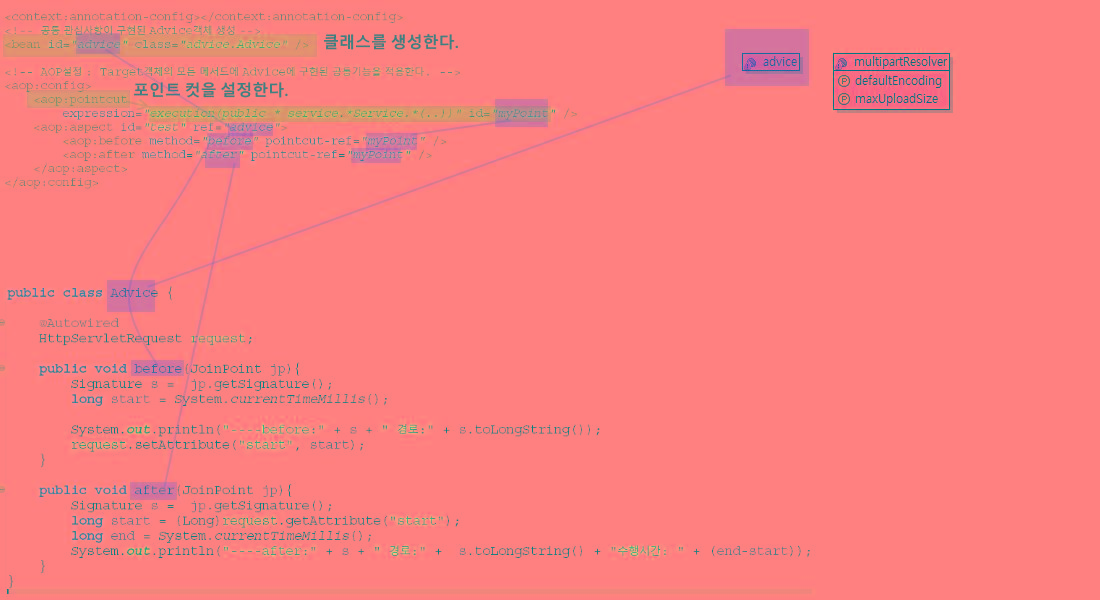 <context:annotation-config></context:annotation-config>
<!-- 공통 관심사항이 구현된 Advice객체 생성 -->
<bean id="advice" class="advice.Advice" />
클래스를 생성한다.
<!-- AOP설정 : Target객체의 모든 메서드에 Advice에 구현된 공통기능을 적용한다. -->
<aop:config>
포인트 컷을 설정한다.
<aop:pointcut
expression="execution(public * service.*Service.*(..))" id="myPoint" />
<aop:aspect id="test" ref="advice">
<aop:before method="before" pointcut-ref="myPoint" />
<aop:after method="after" pointcut-ref="myPoint" />
</aop:aspect>
</aop:config>
advice
multipartResolver
defaultEncoding
maxUploadSize
public class Advice {
@Autowired
HttpServletRequest request;
public void before(JoinPoint jp){
Signature s = jp.getSignature();
long start = System.currentTimeMillis();
System.out.println("----before:" + s + " 경로:" + s.toLongString());
request.setAttribute("start", start);
}
public void after(JoinPoint jp){
Signature s = jp.getSignature();
long start = (Long)request.getAttribute("start");
long end = System.currentTimeMillis();
System.out.println("----after:" + s + " 경로:" + s.toLongString() + "수행시간: " + (end-start));
}
}